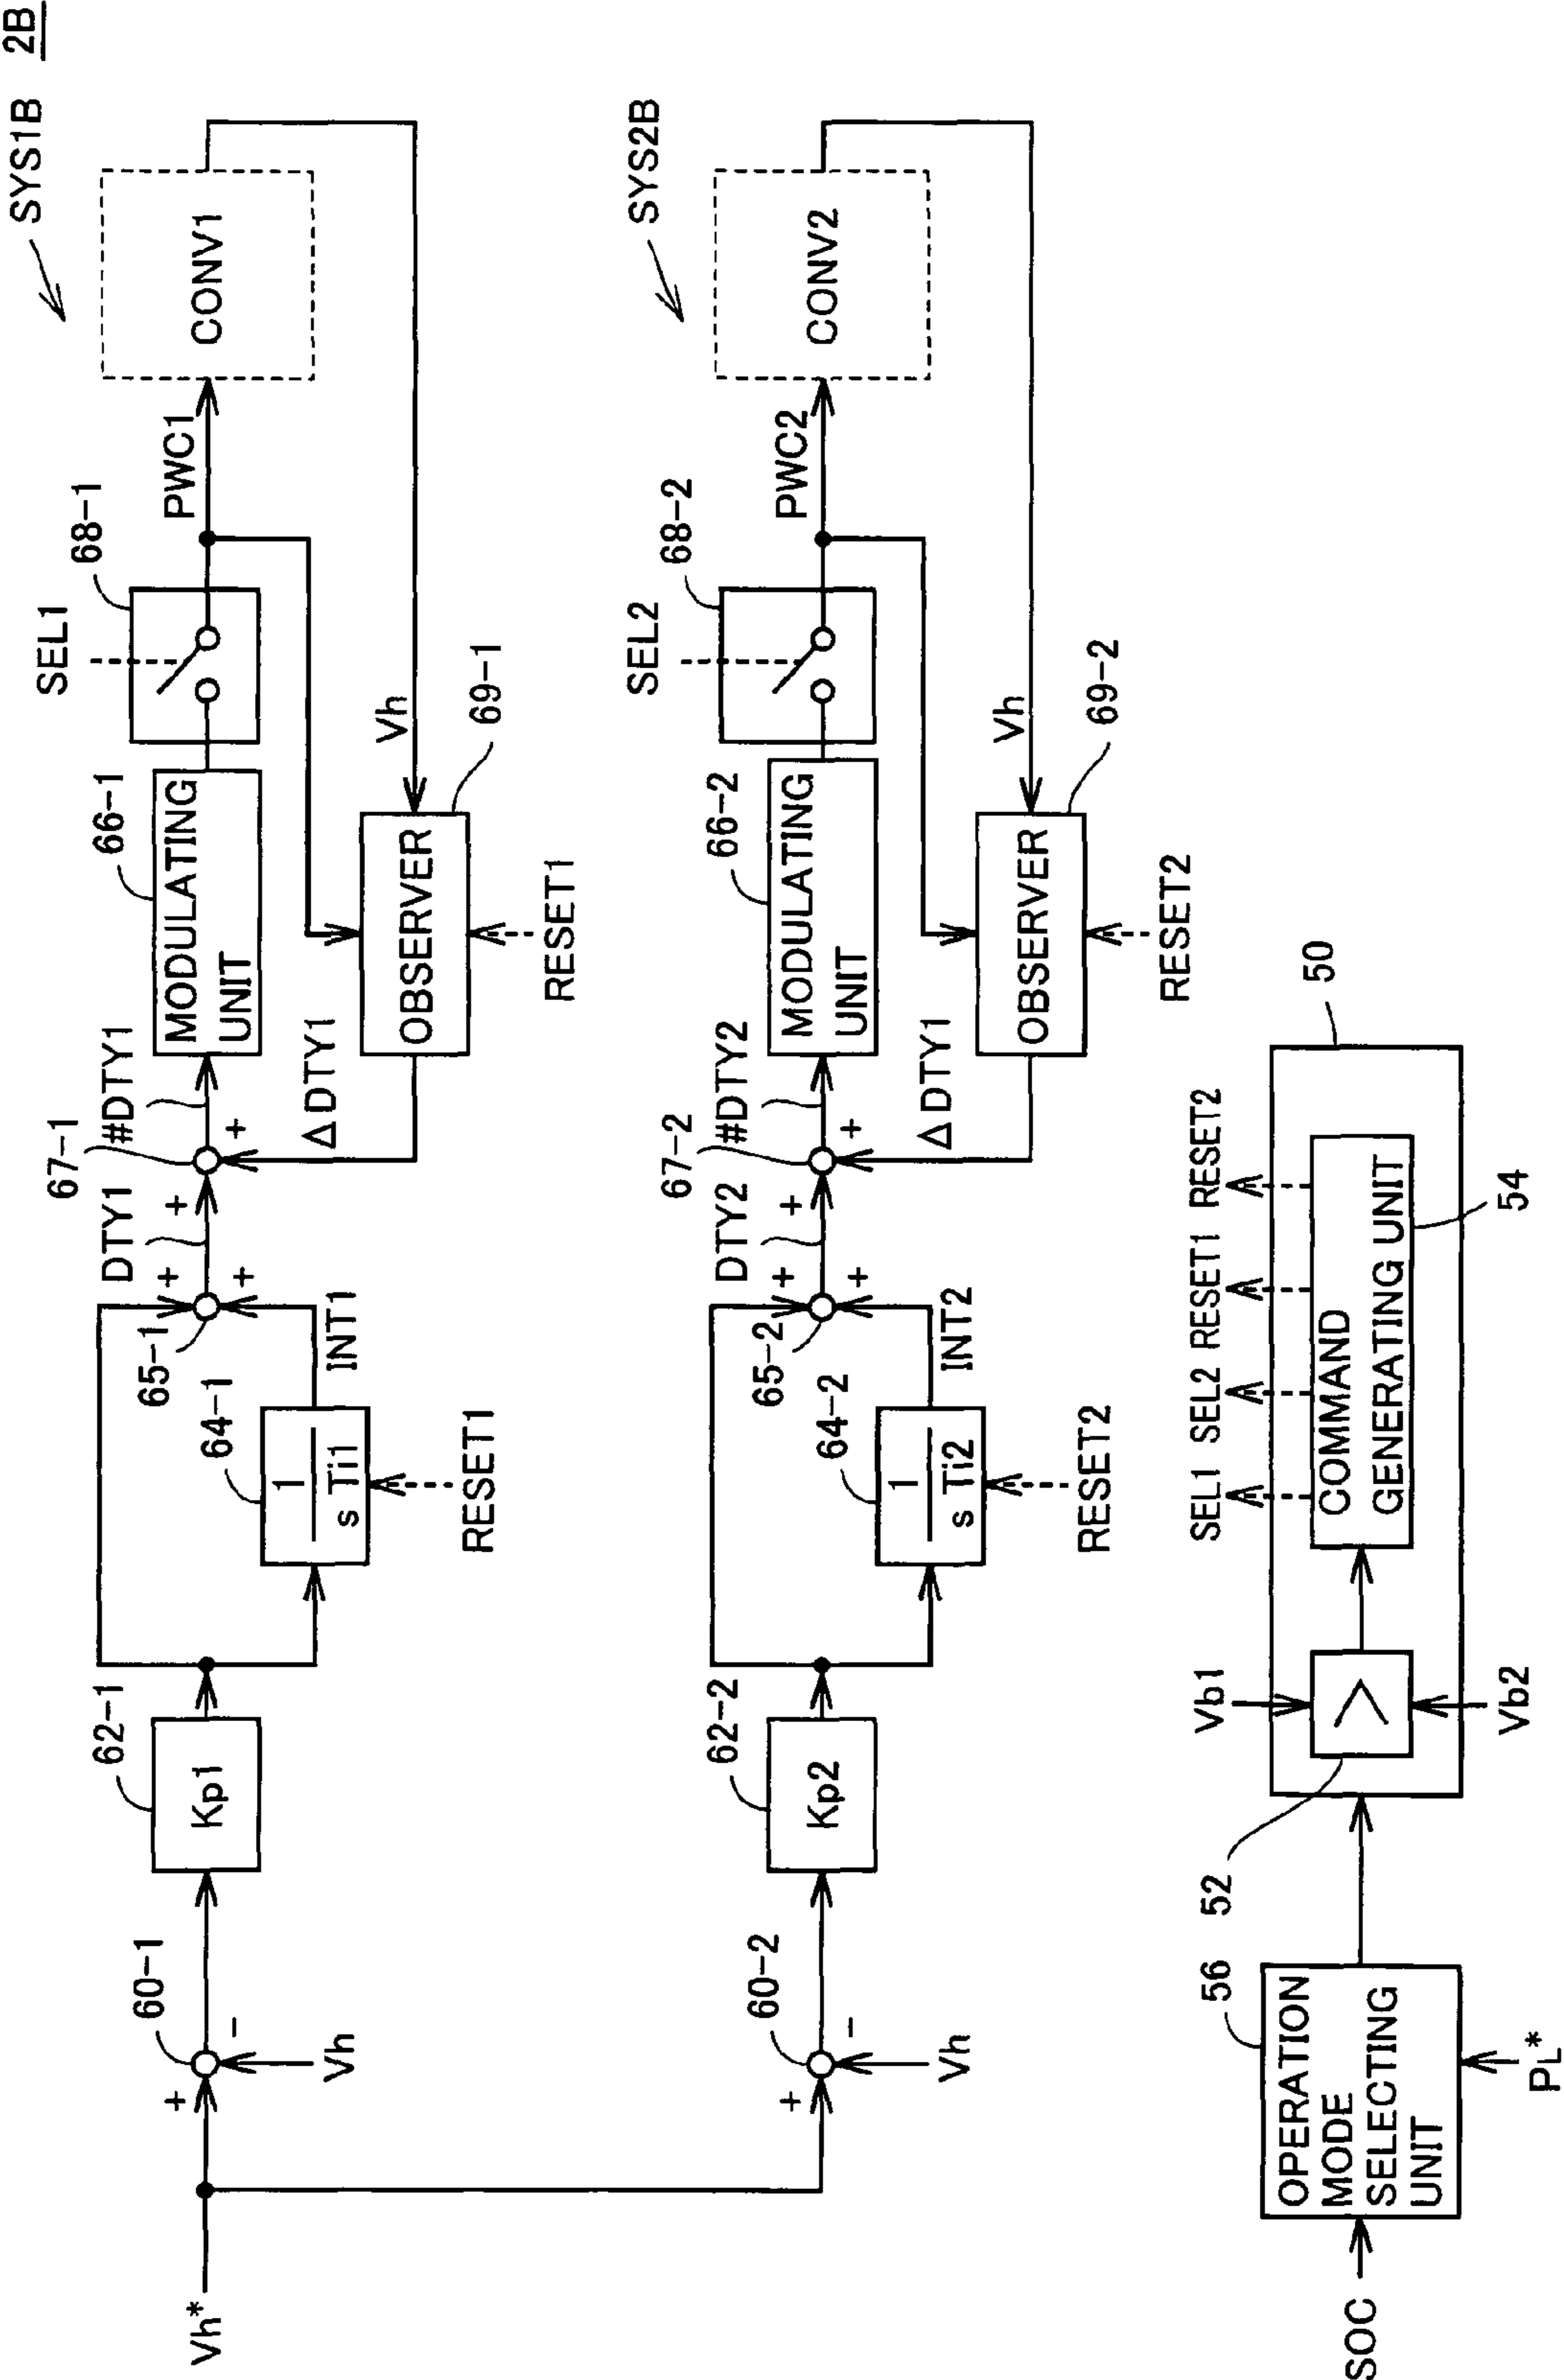 2B
SYS1B
SEL1
68-1
PWC1
CONV1
67-1
#DTY1
66-1
MODULATING
UNIT
DTY1
+
+
+
+
65-1
60-1
62-1
64-1
Vh*
+
-
Vh
Kp1
1
s Ti1
INT1
RESET1
Δ DTY1
OBSERVER
RESET1
Vh
69-1
SYS2B
SEL2
68-2
PWC2
CONV2
67-2
#DTY2
66-2
MODULATING
UNIT
DTY2
+
+
+
+
65-2
60-2
62-2
64-2
+
-
Vh
Kp2
1
s Ti2
INT2
RESET2
Δ DTY1
OBSERVER
RESET2
Vh
69-2
SOC
56
OPERATION
MODE
SELECTING
UNIT
PL*
52
Vb1
<
Vb2
SEL1 SEL2 RESET1 RESET2
COMMAND
GENERATING UNIT
54
50